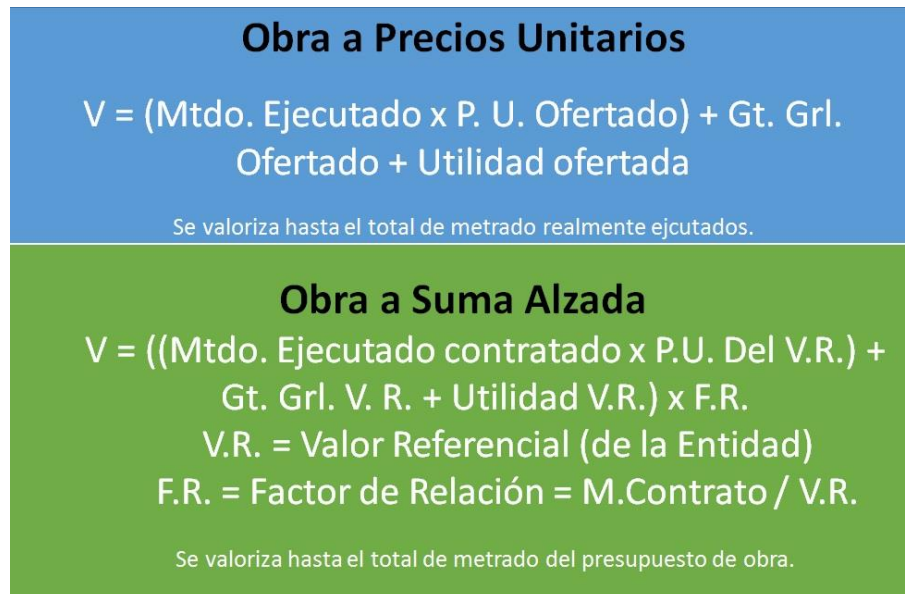 Obra a Precios Unitarios
V = (Mtdo. Ejecutado x P. U. Ofertado) + Gt. Grl.
Ofertado + Utilidad ofertada
Se valoriza hasta el total de metrado realmente ejcutados.
Obra a Suma Alzada
V = ((Mtdo. Ejecutado contratado x P.U. Del V.R.) +
Gt. Grl. V. R. + Utilidad V.R.) x F.R.
V.R. = Valor Referencial (de la Entidad)
F.R. = Factor de Relación = M.Contrato / V.R.
Se valoriza hasta el total de metrado del presupuesto de obra.